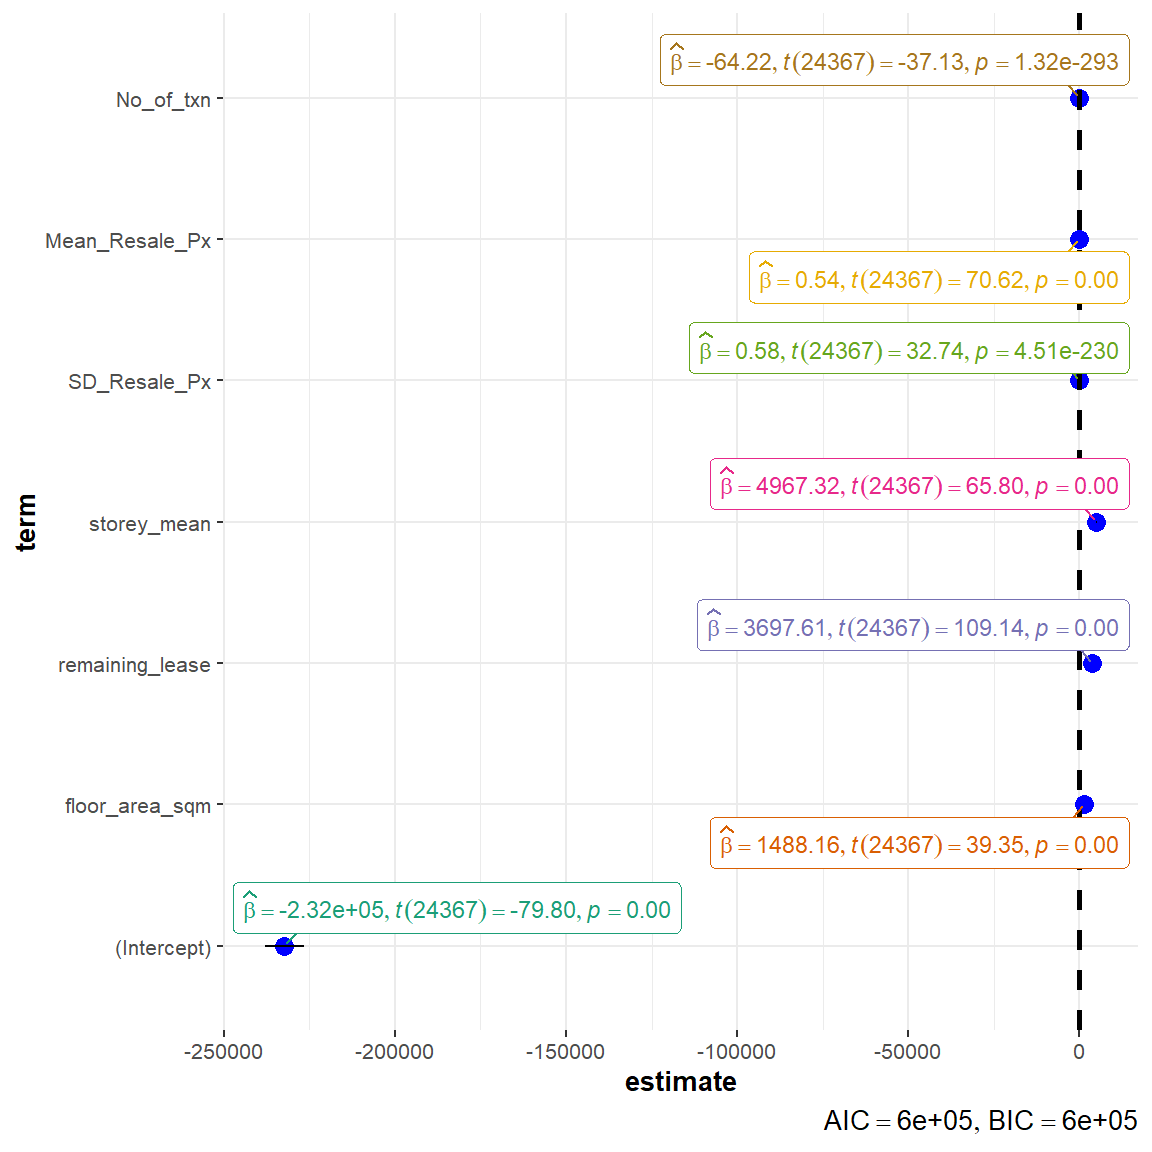 β̂ = -64.22, t(24367) = -37.13, p = 1.32e-293
No_of_txn
Mean_Resale_Px
β̂ = 0.54, t(24367) = 70.62, p = 0.00
β̂ = 0.58, t(24367) = 32.74, p = 4.51e-230
SD_Resale_Px
β̂ = 4967.32, t(24367) = 65.80, p = 0.00
storey_mean
term
β̂ = 3697.61, t(24367) = 109.14, p = 0.00
remaining_lease
floor_area_sqm
β̂ = 1488.16, t(24367) = 39.35, p = 0.00
β̂ = -2.32e+05, t(24367) = -79.80, p = 0.00
(Intercept)
-250000 -200000 -150000 -100000 -50000 0
estimate
AIC = 6e+05, BIC = 6e+05